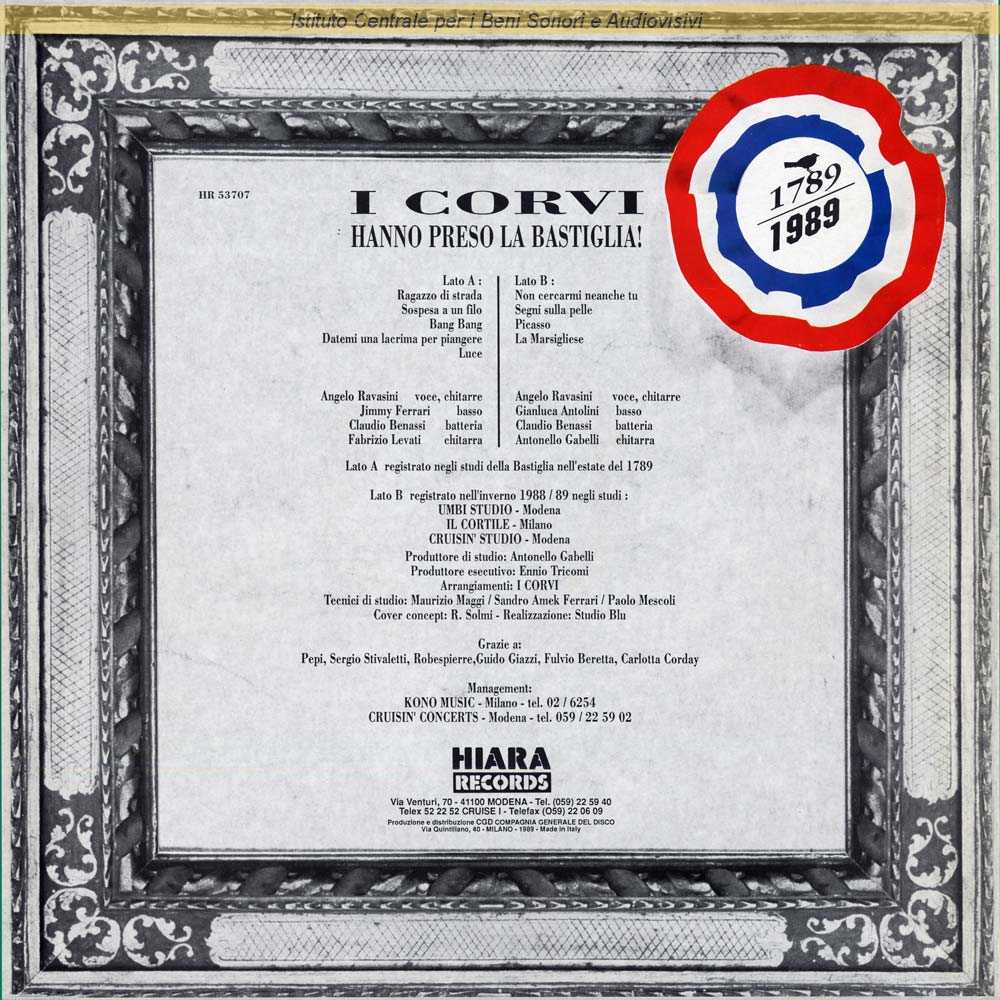 Istituto Centrale per i Beni Sonori e Audiovisivi
1789
1989
HR 53707
I CORVI
HANNO PRESO LA BASTIGLIA!
Lato A :
Ragazzo di strada
Sospesa a un filo
Bang Bang
Datemi una lacrima per piangere
Luce
Angelo Ravasini voce, chitarre
Jimmy Ferrari basso
Claudio Benassi batteria
Fabrizio Levati chitarra
Lato B :
Non cercarmi neanche tu
Segni sulla pelle
Picasso
La Marsigliese
Angelo Ravasini voce, chitarre
Gianluca Antolini basso
Claudio Benassi batteria
Antonello Gabelli chitarra
Lato A registrato negli studi della Bastiglia nell'estate del 1789
Lato B registrato nell'inverno 1988 / 89 negli studi :
UMBI STUDIO - Modena
IL CORTILE - Milano
CRUISIN' STUDIO - Modena
Produttore di studio: Antonello Gabelli
Produttore esecutivo: Ennio Tricomi
Arrangiamenti: I CORVI
Tecnici di studio: Maurizio Maggi / Sandro Amek Ferrari / Paolo Mescoli
Cover concept: R. Solmi - Realizzazione: Studio Blu
Grazie a:
Pepi, Sergio Stivaletti, Robespierre,Guido Giazzi, Fulvio Beretta, Carlotta Corday
Management:
KONO MUSIC - Milano - tel. 02 / 6254
CRUISIN' CONCERTS - Modena - tel. 059 / 22 59 02
HIARA
RECORDS
Via Venturi, 70 - 41100 MODENA - Tel. (059) 22 59 40
Telex 52 22 52 CRUISE I - Telefax (O59) 22 06 09
Produzione e distribuzione CGD COMPAGNIA GENERALE DEL DISCO
Via Quintiliano, 40 - MILANO - 1989 - Made in Italy